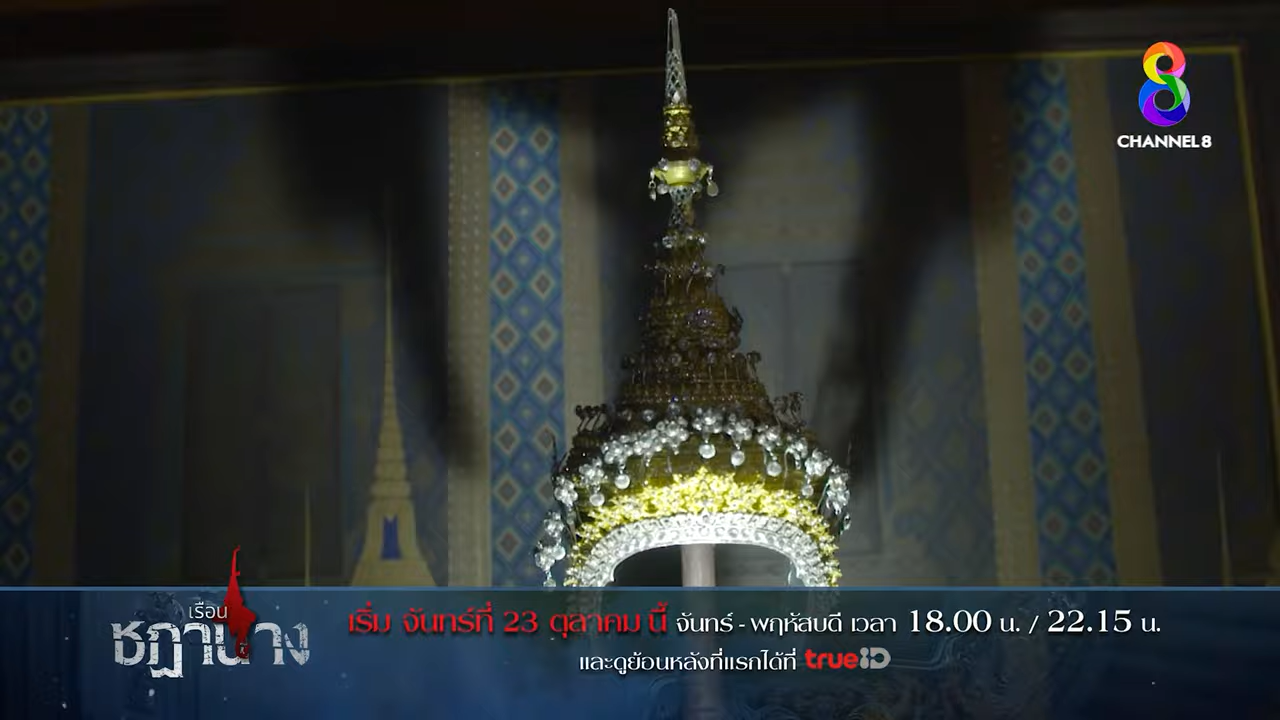 CHANNEL 8
เรือน
ชฎานาง
เริ่ม จันทร์ที่ 23 ตุลาคม นี้ จันทร์ - พฤหัสบดี เวลา 18.00 น. / 22.15 น.
และดูย้อนหลังที่แรกได้ที่ trueID